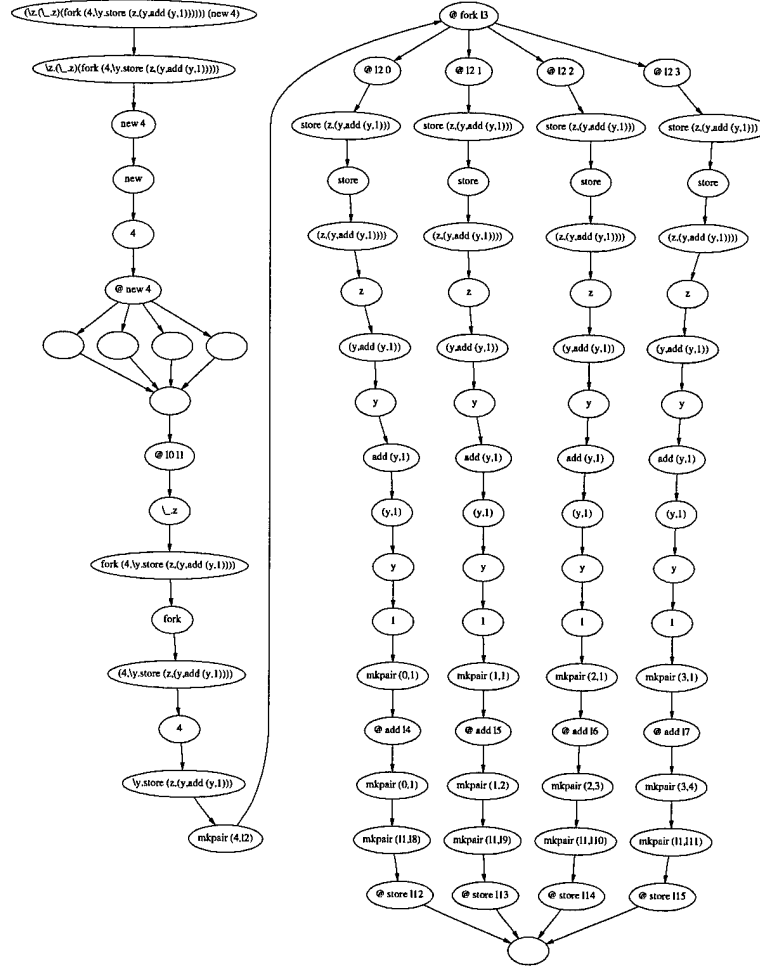 (\z.(\_.z)(fork (4,\y.store (z,(y,add (y,1)))))) (new 4)
\z.(\_.z)(fork (4,\y.store (z,(y,add (y,1)))))
new 4
new
4
@ new 4
@ l0 l1
\_.z
fork (4,\y.store (z,(y,add (y,1))))
fork
(4,\y.store (z,(y,add (y,1))))
4
\y.store (z,(y,add (y,1)))
mkpair (4,l2)
@ fork l3
@ l2 0
store (z,(y,add (y,1)))
store
(z,(y,add (y,1))))
z
(y,add (y,1))
y
add (y,1)
(y,1)
y
1
mkpair (0,1)
@ add l4
mkpair (0,1)
mkpair (l1,l8)
@ store l12
@ l2 1
store (z,(y,add (y,1)))
store
(z,(y,add (y,1))))
z
(y,add (y,1))
y
add (y,1)
(y,1)
y
1
mkpair (1,1)
@ add l5
mkpair (1,2)
mkpair (l1,l9)
@ store l13
@ l2 2
store (z,(y,add (y,1)))
store
(z,(y,add (y,1))))
z
(y,add (y,1))
y
add (y,1)
(y,1)
y
1
mkpair (2,1)
@ add l6
mkpair (2,3)
mkpair (l1,l10)
@ store l14
@ l2 3
store (z,(y,add (y,1)))
store
(z,(y,add (y,1))))
z
(y,add (y,1))
y
add (y,1)
(y,1)
y
1
mkpair (3,1)
@ add l7
mkpair (3,4)
mkpair (l1,l11)
@ store l15